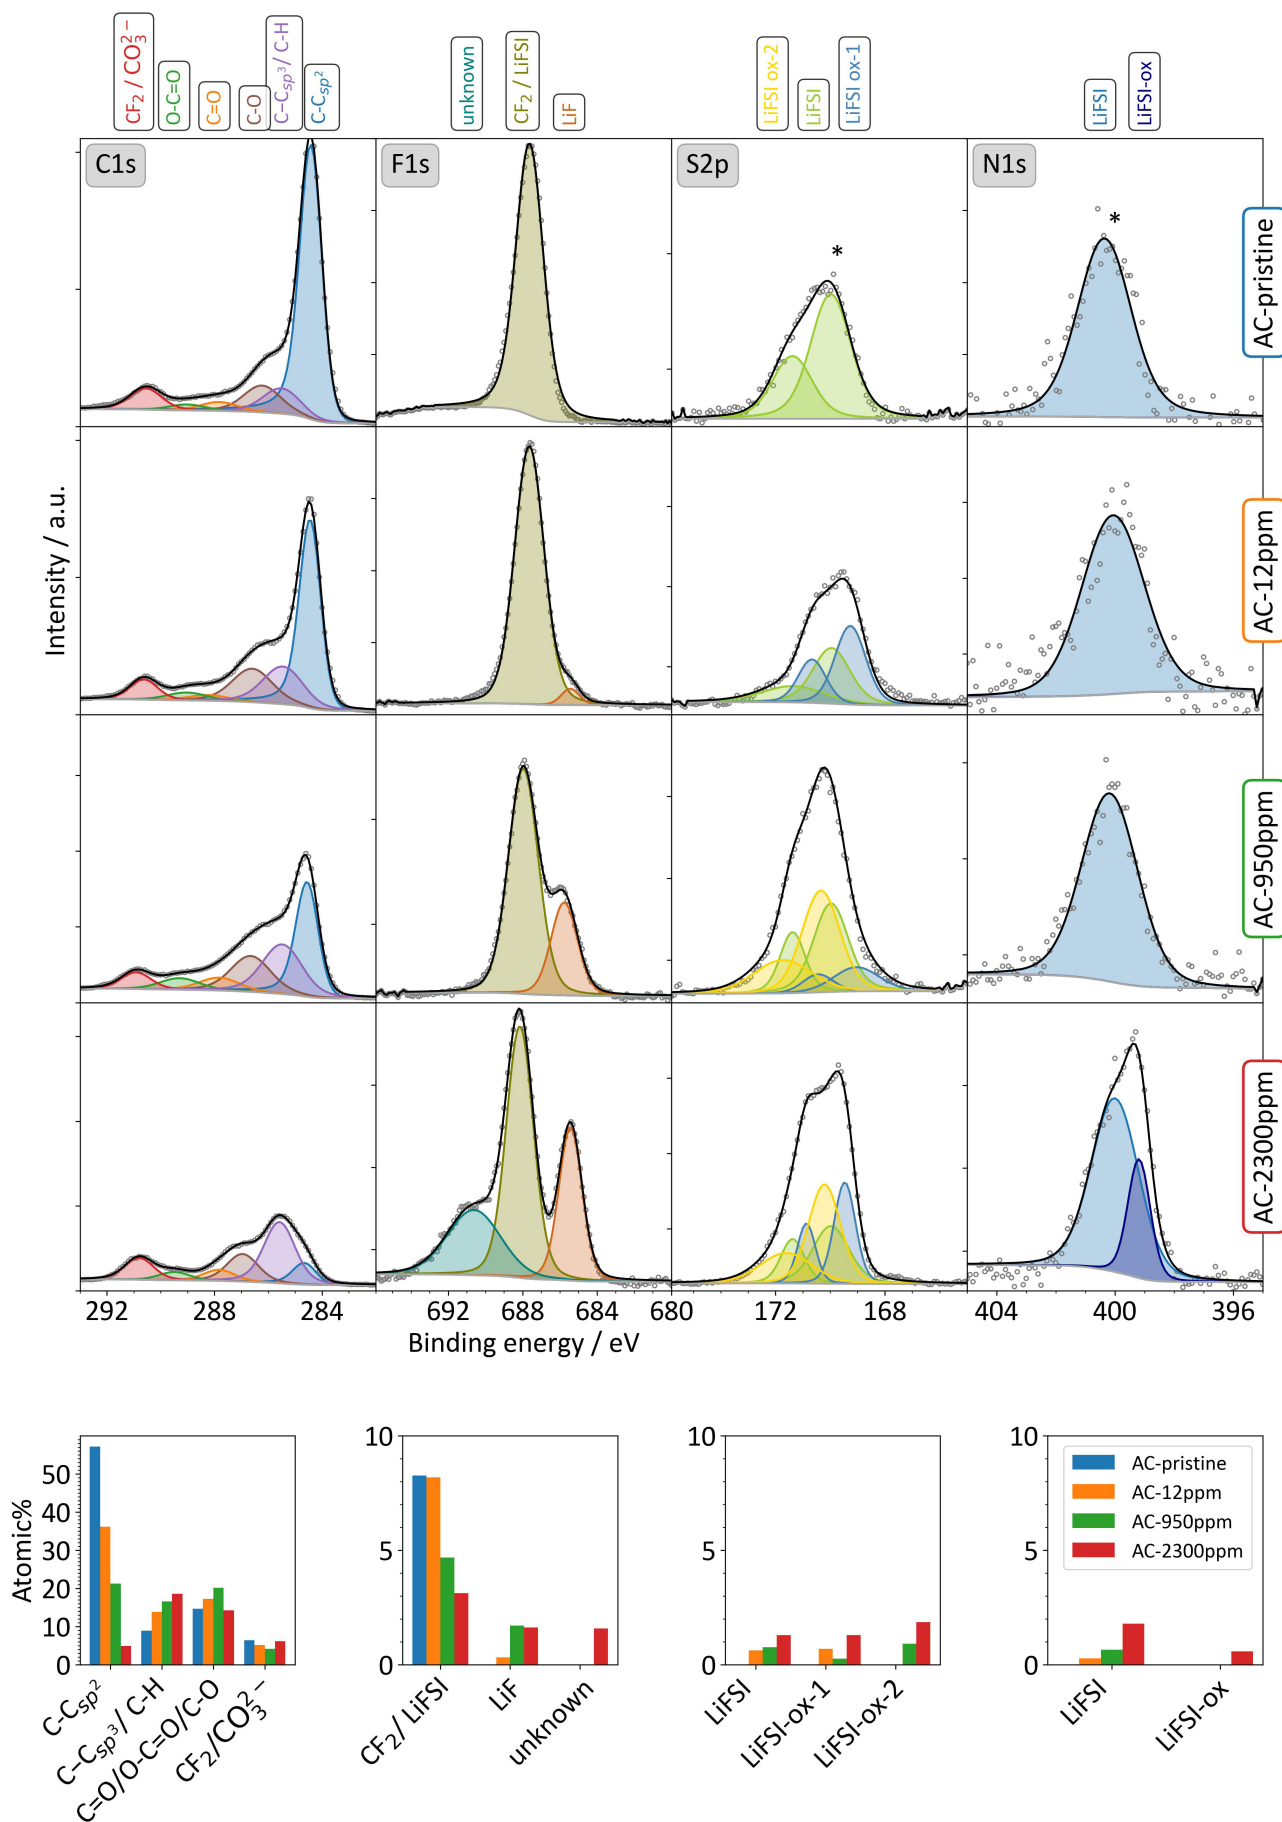 CF₂ / CO₃²⁻
O-C=O
C=O
C-O
C–Csp³/ C-H
C-Csp²
unknown
CF₂ / LiFSI
LiF
LiFSI ox-2
LiFSI
LiFSI ox-1
LiFSI
LiFSI-ox
C1s
F1s
S2p
N1s
*
*
AC-pristine
AC-12ppm
AC-950ppm
AC-2300ppm
Intensity / a.u.
292 288 284
692 688 684 680
172 168
404 400 396
Binding energy / eV
Atomic%
50
40
30
20
10
0
C-Csp²
C–Csp³/ C-H
C=O/O-C=O/C-O
CF₂/CO₃²⁻
10
5
0
CF₂/ LiFSI
LiF
unknown
10
5
0
LiFSI
LiFSI-ox-1
LiFSI-ox-2
10
5
0
AC-pristine
AC-12ppm
AC-950ppm
AC-2300ppm
LiFSI
LiFSI-ox